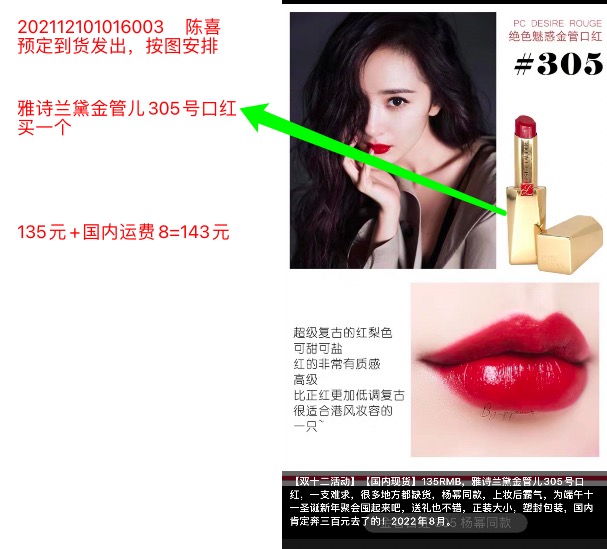 202112101016003 陈喜
预定到货发出，按图安排
雅诗兰黛金管儿305号口红
买一个
135元+国内运费8=143元
PC DESIRE ROUGE
绝色魅惑金管口红
#305
超级复古的红梨色
可甜可盐
红的非常有质感
高级
比正红更加低调复古
很适合港风妆容的
一只~
【双十二活动】【国内现货】135RMB，雅诗兰黛金管儿305号口
红，一支难求，很多地方都缺货，杨幂同款，上妆后霸气，为端午十
一圣诞新年聚会囤起来吧，送礼也不错，正装大小，塑封包装，国内
肯定奔三百元去了的！2022年8月。
杨幂同款